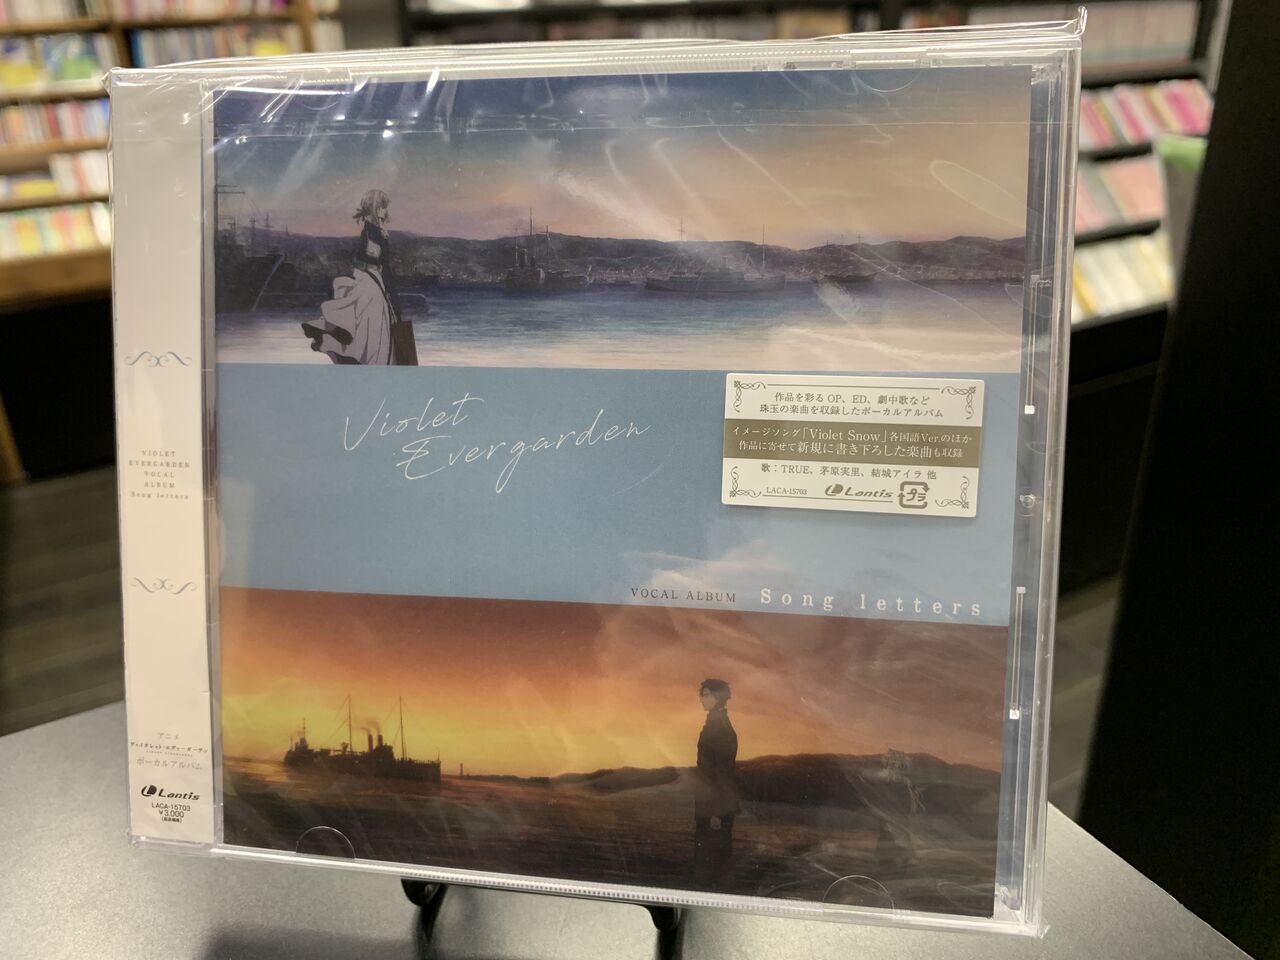 Violet
Evergarden
作品を彩る OP、ED、劇中歌など
珠玉の楽曲を収録したボーカルアルバム
イメージソング「Violet Snow」各国語Ver.のほか
作品に寄せて新規に書き下ろした楽曲も収録
歌：TRUE、茅原実里、結城アイラ 他
LACA-15703 Lantis プラ
VOCAL ALBUM Song letters
VIOLET
EVERGARDEN
VOCAL
ALBUM
Song letters
アニメ
ヴァイオレット・エヴァーガーデン
ボーカルアルバム
Lantis
LACA-15703
¥3,000